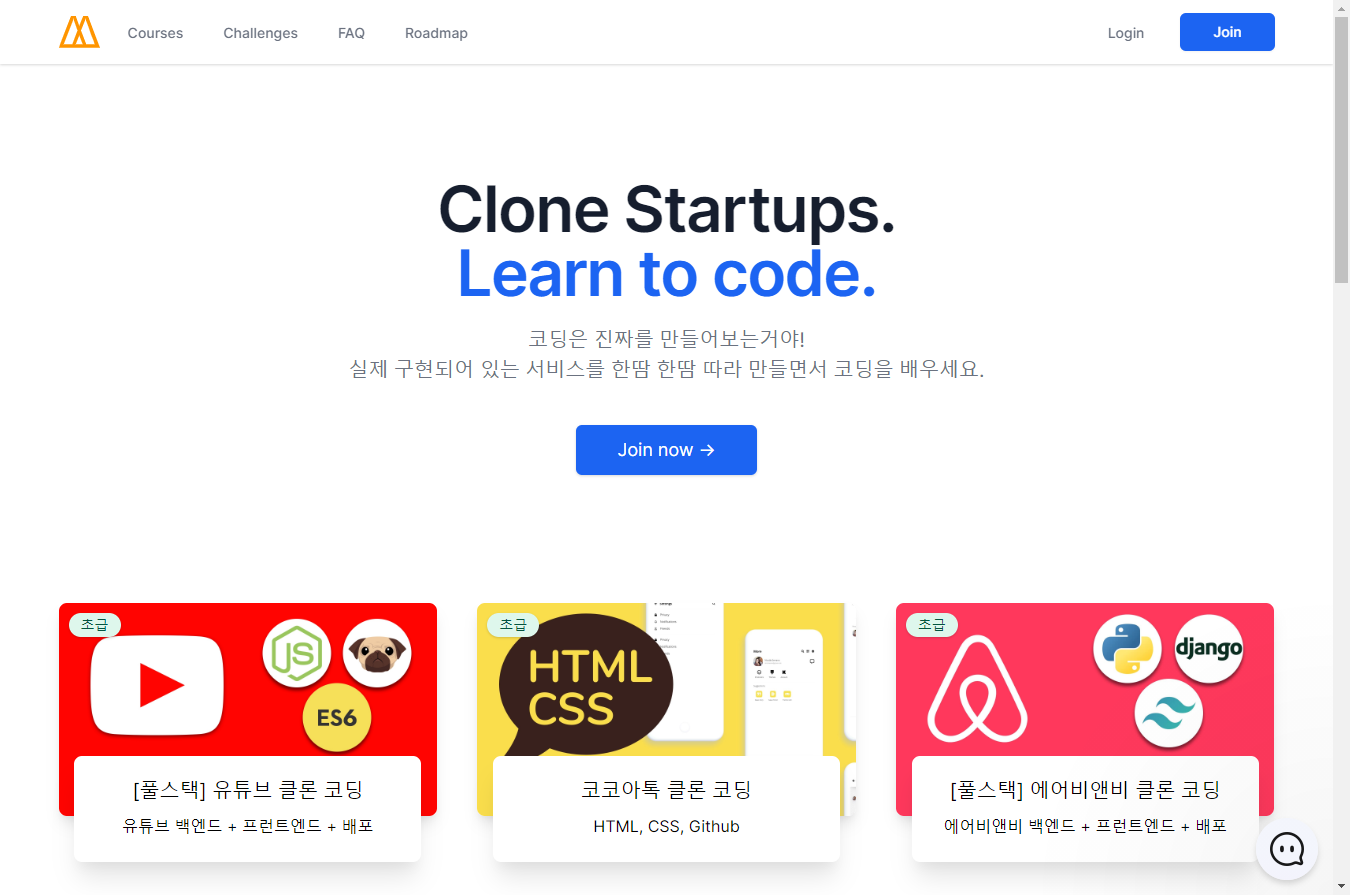 Courses
Challenges
FAQ
Roadmap
Login
Join
Clone Startups.
Learn to code.
코딩은 진짜를 만들어보는거야!
실제 구현되어 있는 서비스를 한땀 한땀 따라 만들면서 코딩을 배우세요.
Join now →
초급
JS
ES6
[풀스택] 유튜브 클론 코딩
유튜브 백엔드 + 프런트엔드 + 배포
초급
HTML
CSS
코코아톡 클론 코딩
HTML, CSS, Github
초급
django
[풀스택] 에어비앤비 클론 코딩
에어비앤비 백엔드 + 프런트엔드 + 배포